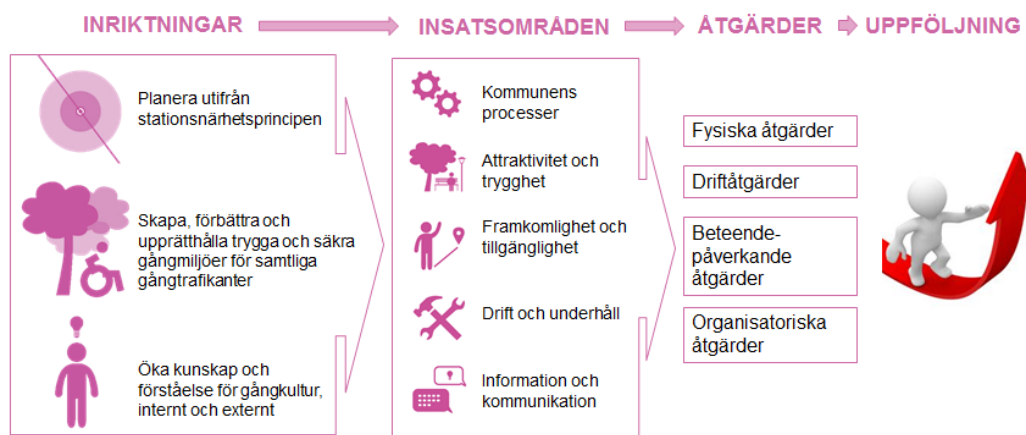 INRIKTNINGAR
INSATSOMRÅDEN
ÅTGÄRDER
UPPFÖLJNING
Planera utifrån
stationsnärhetsprincipen
Skapa, förbättra och
upprätthålla trygga och säkra
gångmiljöer för samtliga
gångtrafikanter
Öka kunskap och
förståelse för gångkultur,
internt och externt
Kommunens
processer
Attraktivitet och
trygghet
Framkomlighet och
tillgänglighet
Drift och underhåll
Information och
kommunikation
Fysiska åtgärder
Driftåtgärder
Beteende-
påverkande
åtgärder
Organisatoriska
åtgärder